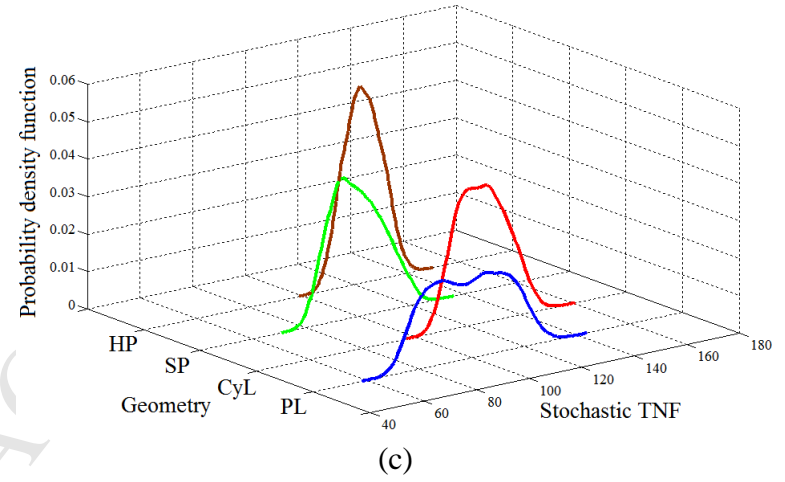 Probability density function
0.06
0.05
0.04
0.03
0.02
0.01
0
HP
SP
CyL
PL
Geometry
40
60
80
100
120
140
160
180
Stochastic TNF
(c)